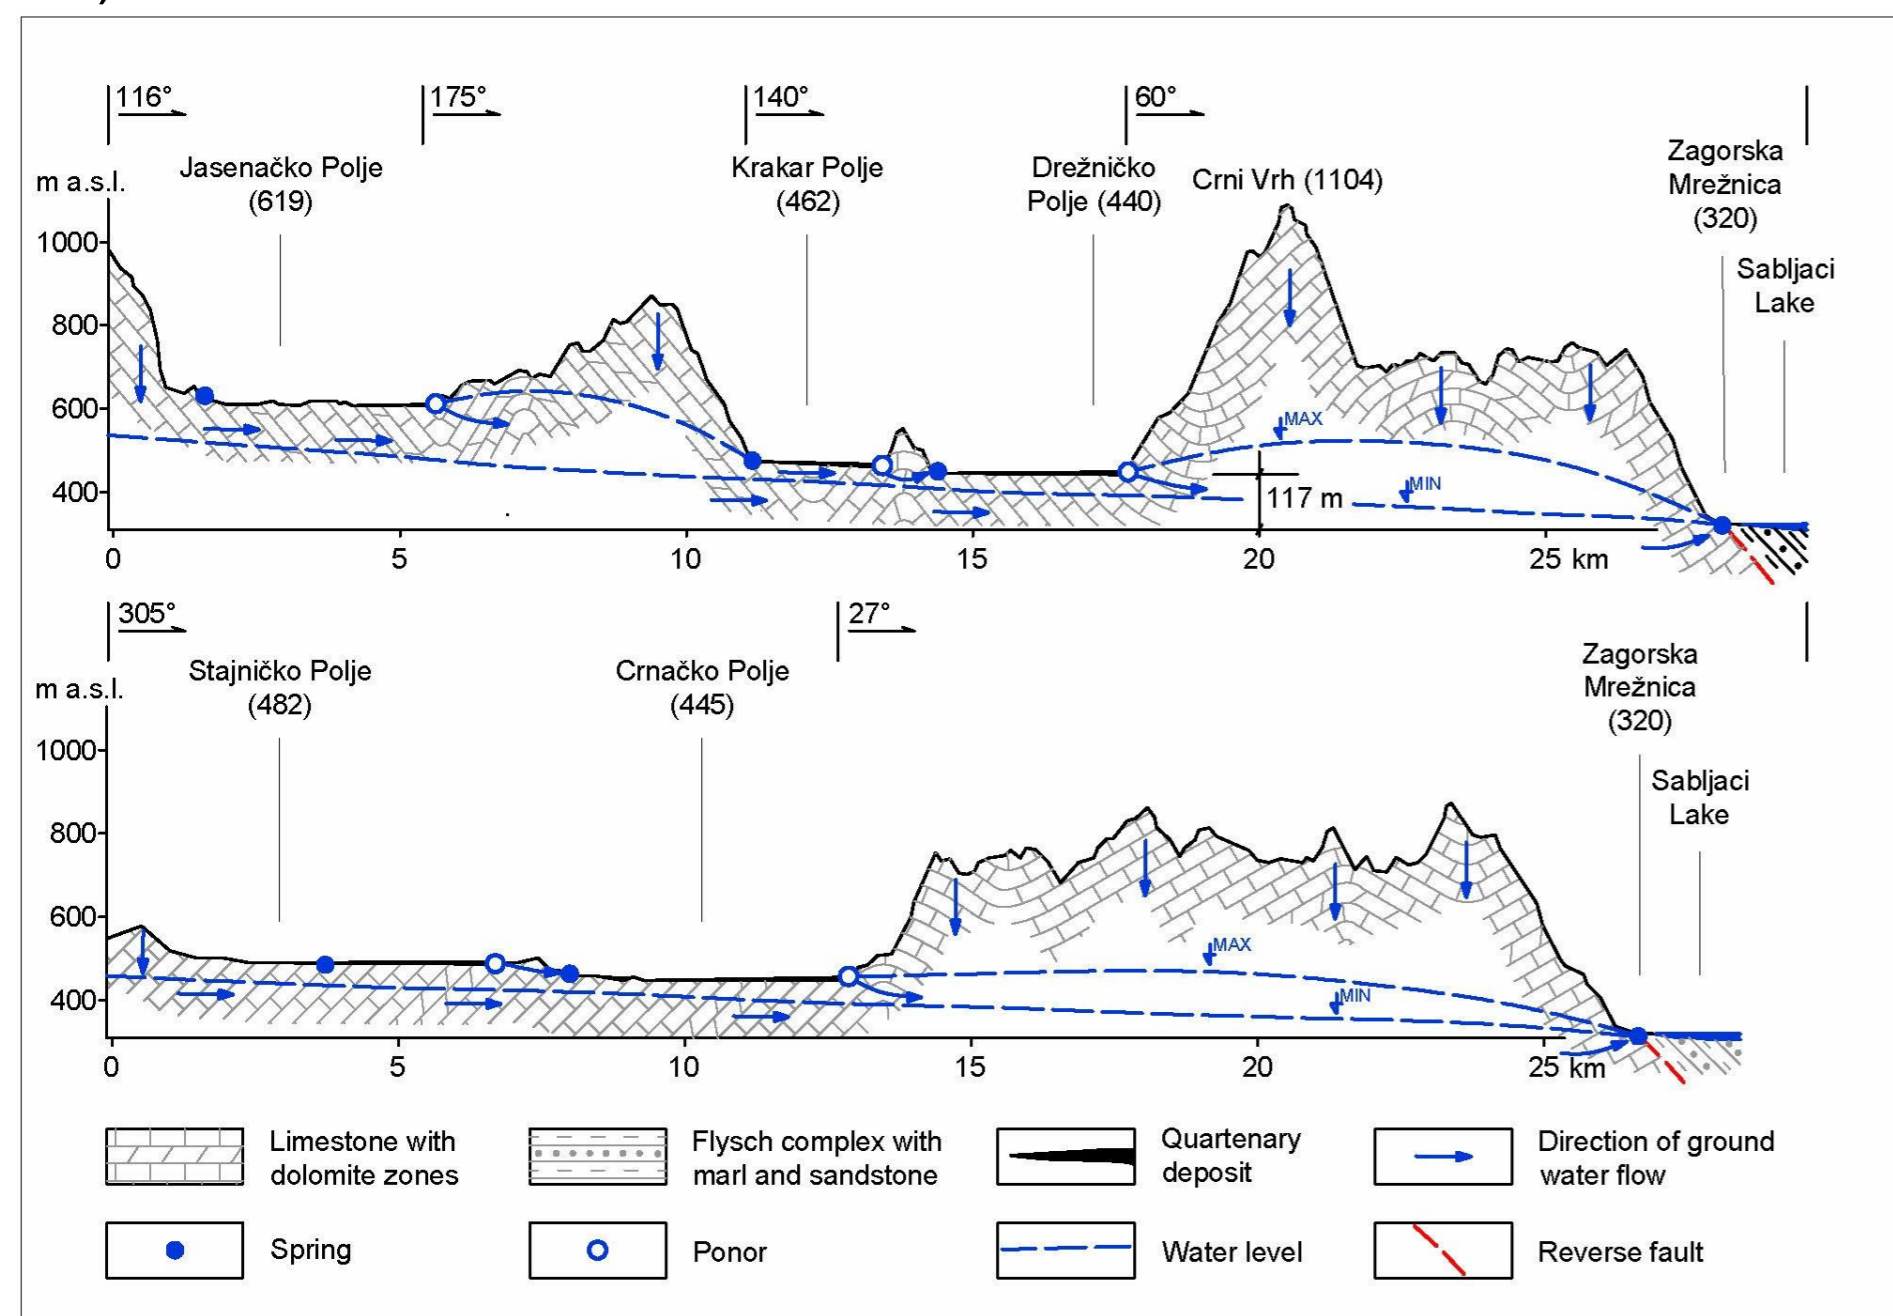 116°
175°
140°
60°
Jasenačko Polje
(619)
Krakar Polje
(462)
Drežničko
Polje (440)
Crni Vrh (1104)
Zagorska
Mrežnica
(320)
Sabljaci
Lake
m a.s.l.
1000
800
600
400
MAX
MIN
117 m
0
5
10
15
20
25 km
305°
27°
Stajničko Polje
(482)
Crnačko Polje
(445)
Zagorska
Mrežnica
(320)
Sabljaci
Lake
m a.s.l.
1000
800
600
400
MAX
MIN
0
5
10
15
20
25 km
Limestone with
dolomite zones
Flysch complex with
marl and sandstone
Quartenary
deposit
Direction of ground
water flow
Spring
Ponor
Water level
Reverse fault